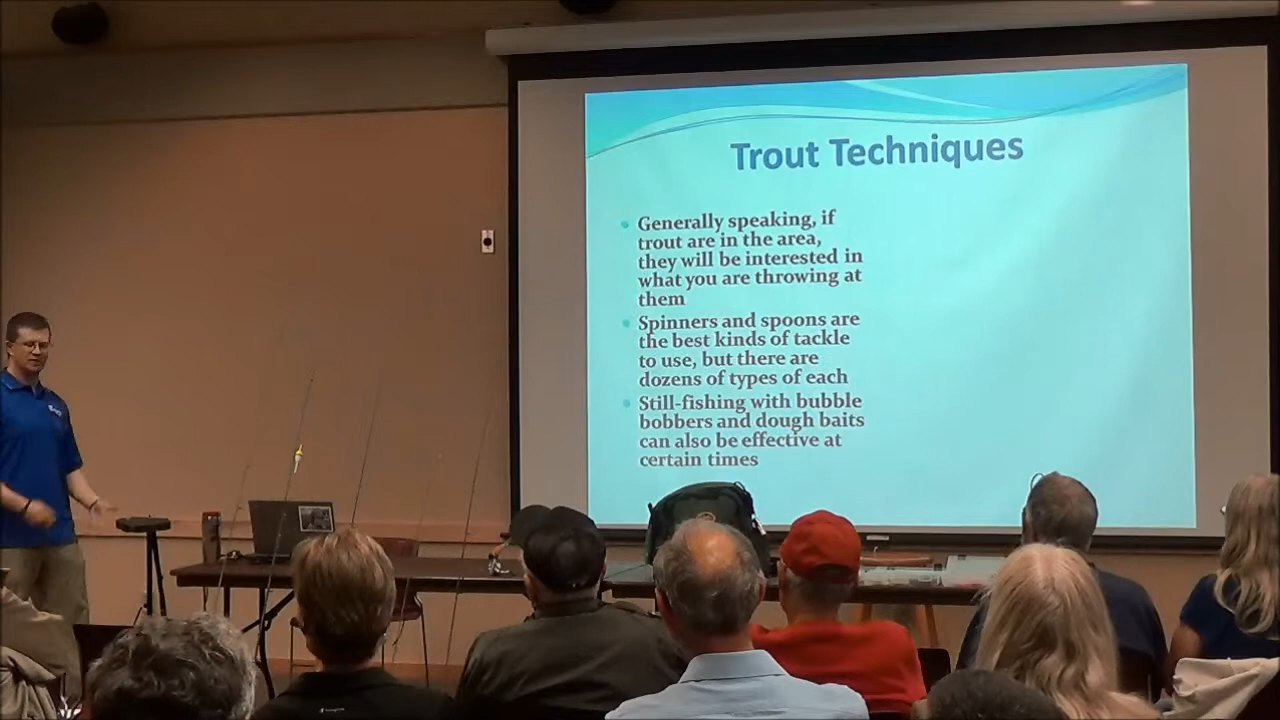 Trout Techniques
Generally speaking, if
trout are in the area,
they will be interested in
what you are throwing at
them
Spinners and spoons are
the best kinds of tackle
to use, but there are
dozens of types of each
Still-fishing with bubble
bobbers and dough baits
can also be effective at
certain times